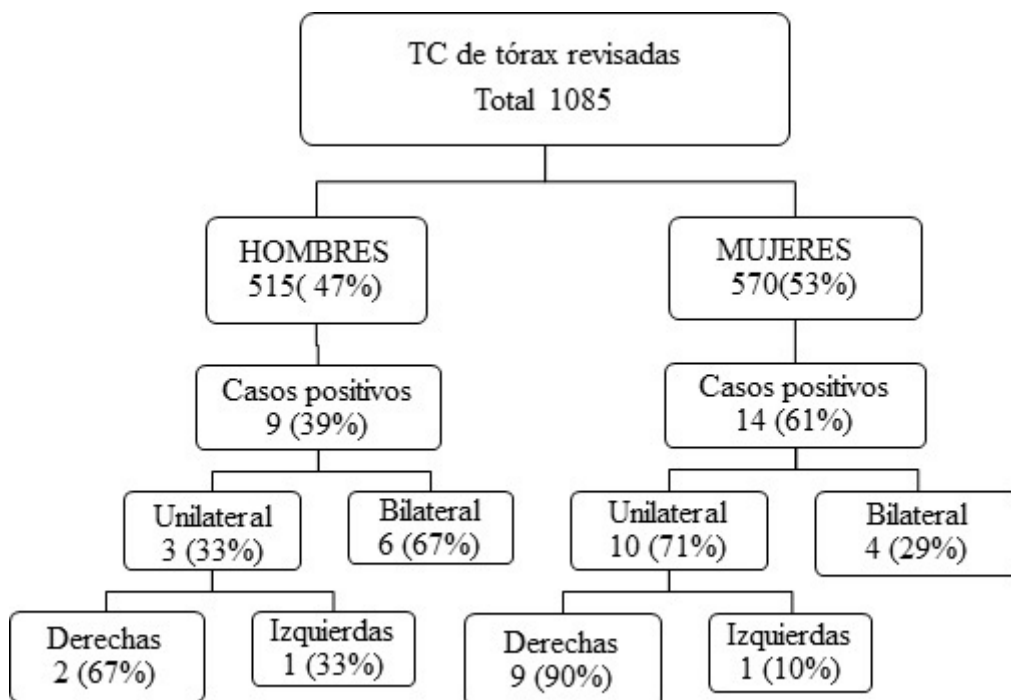 TC de tórax revisadas
Total 1085
HOMBRES
515( 47%)
MUJERES
570(53%)
Casos positivos
9 (39%)
Casos positivos
14 (61%)
Unilateral
3 (33%)
Bilateral
6 (67%)
Unilateral
10 (71%)
Bilateral
4 (29%)
Derechas
2 (67%)
Izquierdas
1 (33%)
Derechas
9 (90%)
Izquierdas
1 (10%)